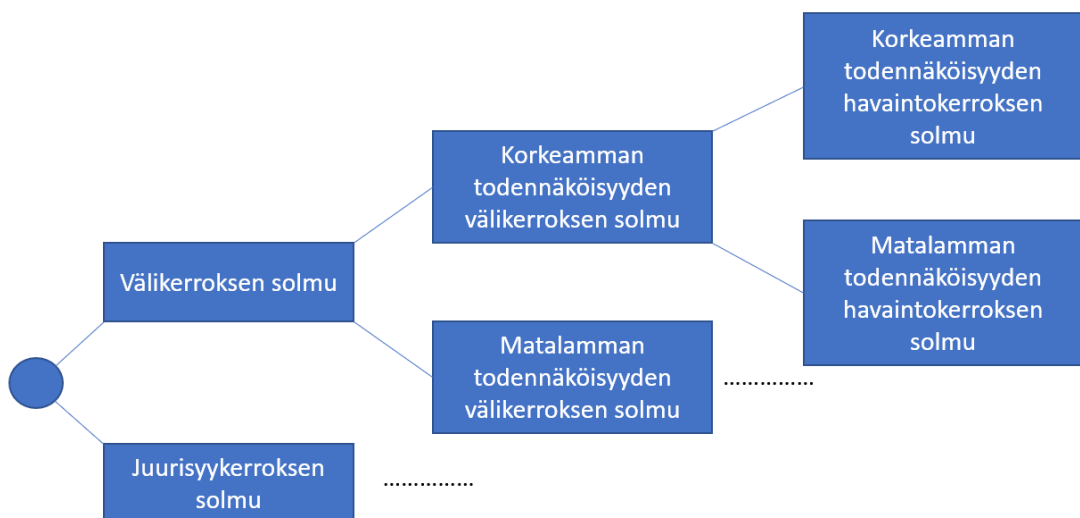 Korkeamman
todennäköisyyden
havaintokerroksen
solmu
Korkeamman
todennäköisyyden
välikerroksen solmu
Matalamman
todennäköisyyden
havaintokerroksen
solmu
Välikerroksen solmu
Matalamman
todennäköisyyden
välikerroksen solmu
……………
Juurisyykerroksen
solmu
……………